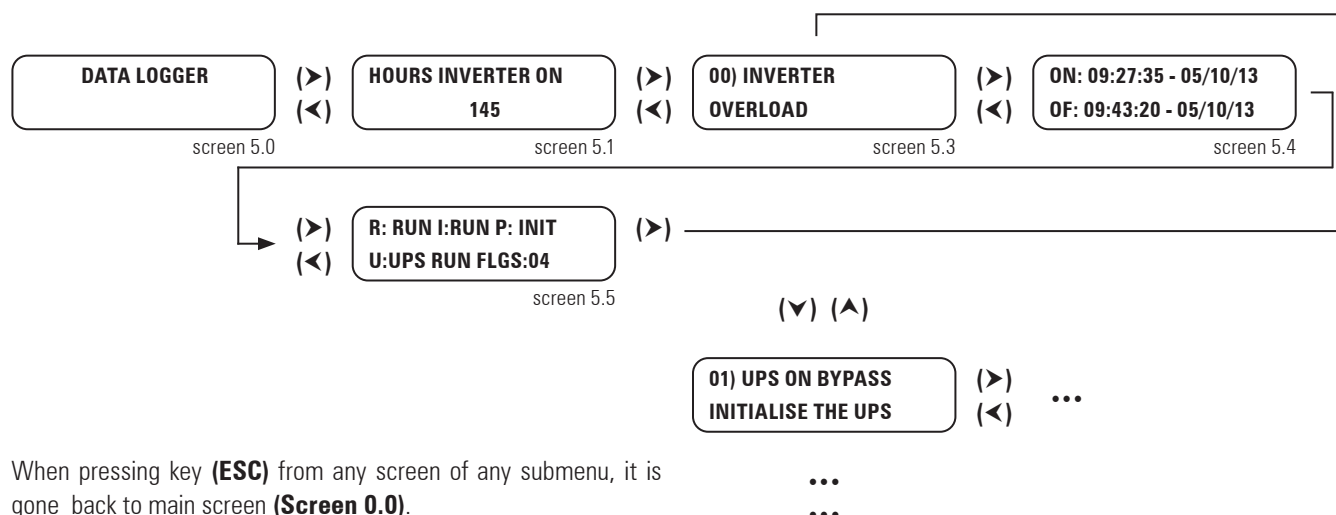 DATA LOGGER
screen 5.0
(➤)
(➤)
HOURS INVERTER ON
145
screen 5.1
(➤)
(➤)
00) INVERTER
OVERLOAD
screen 5.3
(➤)
(➤)
ON: 09:27:35 - 05/10/13
OF: 09:43:20 - 05/10/13
screen 5.4
(➤)
(➤)
R: RUN I:RUN P: INIT
U:UPS RUN FLGS:04
screen 5.5
(➤)
(➤) (➤)
01) UPS ON BYPASS
INITIALISE THE UPS
(➤)
(➤)
...
When pressing key (ESC) from any screen of any submenu, it is
gone back to main screen (Screen 0.0).
...
...